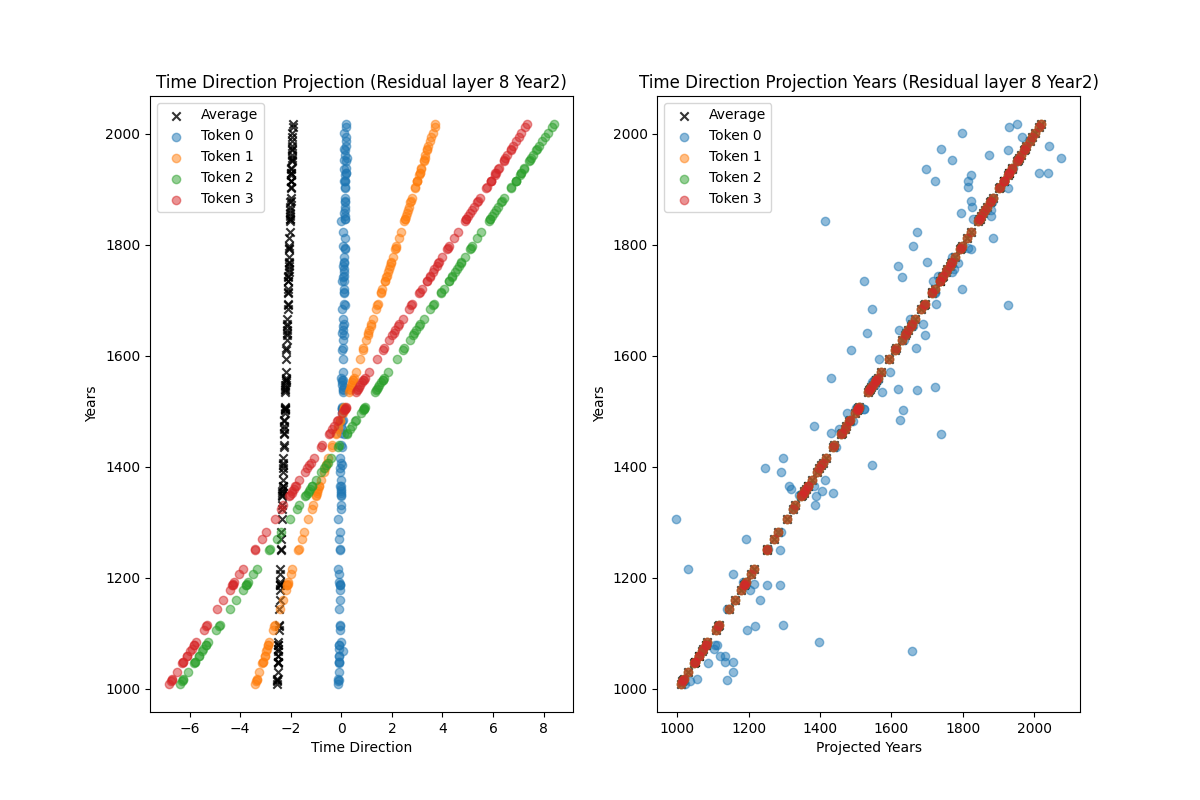 Time Direction Projection (Residual layer 8 Year2)
Average
Token 0
Token 1
Token 2
Token 3
2000
1800
1600
1400
1200
1000
Years
−6 −4 −2 0 2 4 6 8
Time Direction
Time Direction Projection Years (Residual layer 8 Year2)
Average
Token 0
Token 1
Token 2
Token 3
2000
1800
1600
1400
1200
1000
Years
1000 1200 1400 1600 1800 2000
Projected Years